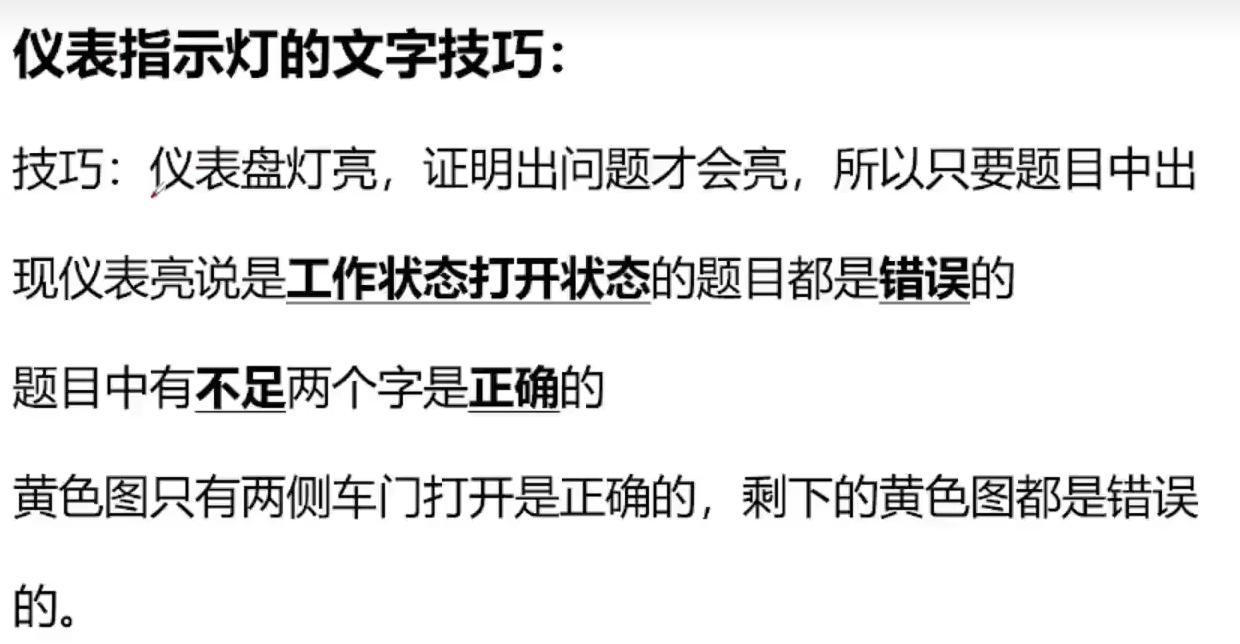 仪表指示灯的文字技巧：
技巧：仪表盘灯亮，证明出问题才会亮，所以只要题目中出
现仪表亮说是工作状态打开状态的题目都是错误的
题目中有不足两个字是正确的
黄色图只有两侧车门打开是正确的，剩下的黄色图都是错误
的。